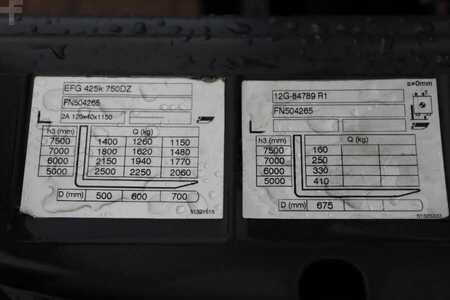 EFG 425k 750DZ
FN504265
2A 120x40x1150
h3 (mm) Q (kg)
7500 1400 1260 1150
7000 1800 1620 1480
6000 2150 1940 1770
5000 2500 2250 2060
D (mm) 500 600 700
12G-84789 R1
FN504265
h3 (mm) Q (kg)
7500 160
7000 250
6000 330
5000 410
D (mm) 675